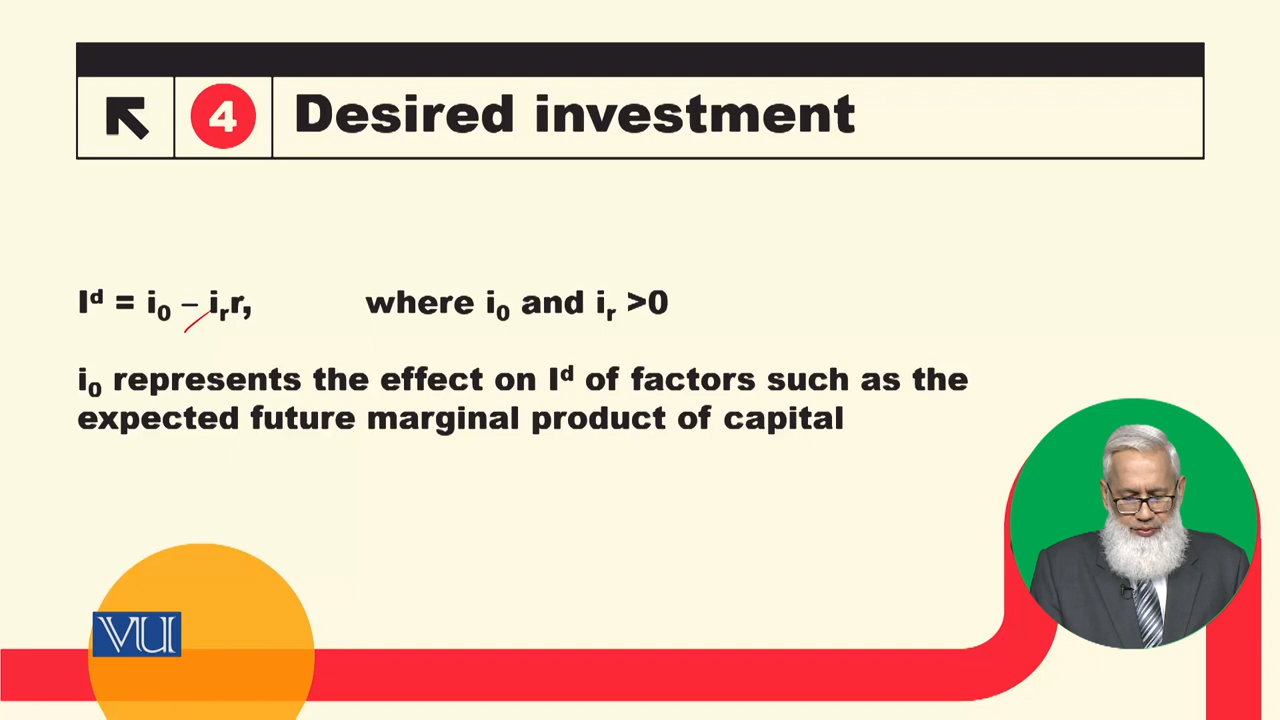 4 Desired investment
Iᵈ = i₀ – iᵣr, where i₀ and iᵣ >0
i₀ represents the effect on Iᵈ of factors such as the
expected future marginal product of capital
VU